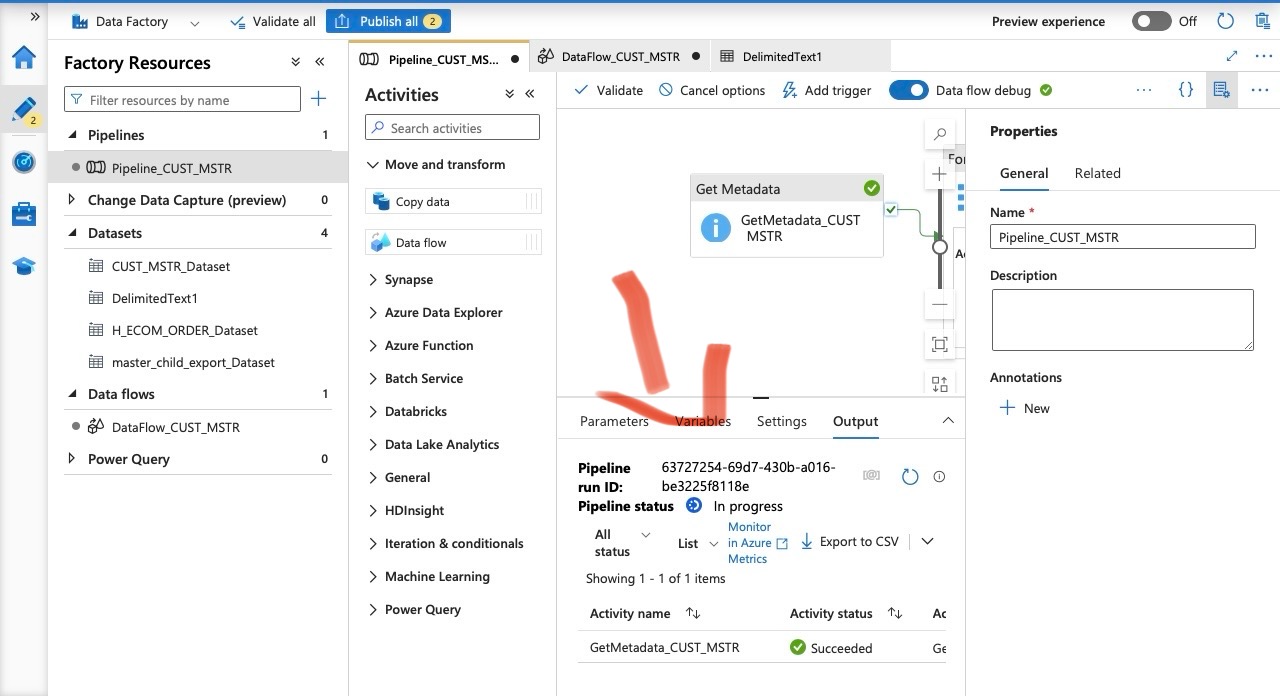 Data Factory
Validate all
Publish all 2
Preview experience
Off
2
Factory Resources
Filter resources by name
Pipelines 1
Pipeline_CUST_MSTR
Change Data Capture (preview) 0
Datasets 4
CUST_MSTR_Dataset
DelimitedText1
H_ECOM_ORDER_Dataset
master_child_export_Dataset
Data flows 1
DataFlow_CUST_MSTR
Power Query 0
Pipeline_CUST_MS...
DataFlow_CUST_MSTR
DelimitedText1
Activities
Search activities
Move and transform
Copy data
Data flow
Synapse
Azure Data Explorer
Azure Function
Batch Service
Databricks
Data Lake Analytics
General
HDInsight
Iteration & conditionals
Machine Learning
Power Query
Validate
Cancel options
Add trigger
Data flow debug
Get Metadata
GetMetadata_CUST
_MSTR
For
Ac
Parameters
Variables
Settings
Output
Pipeline
run ID:
63727254-69d7-430b-a016-
be3225f8118e
Pipeline status
In progress
All
status
List
Monitor
in Azure
Metrics
Export to CSV
Showing 1 - 1 of 1 items
Activity name
Activity status
Ac
GetMetadata_CUST_MSTR
Succeeded
Ge
Properties
General
Related
Name *
Pipeline_CUST_MSTR
Description
Annotations
New